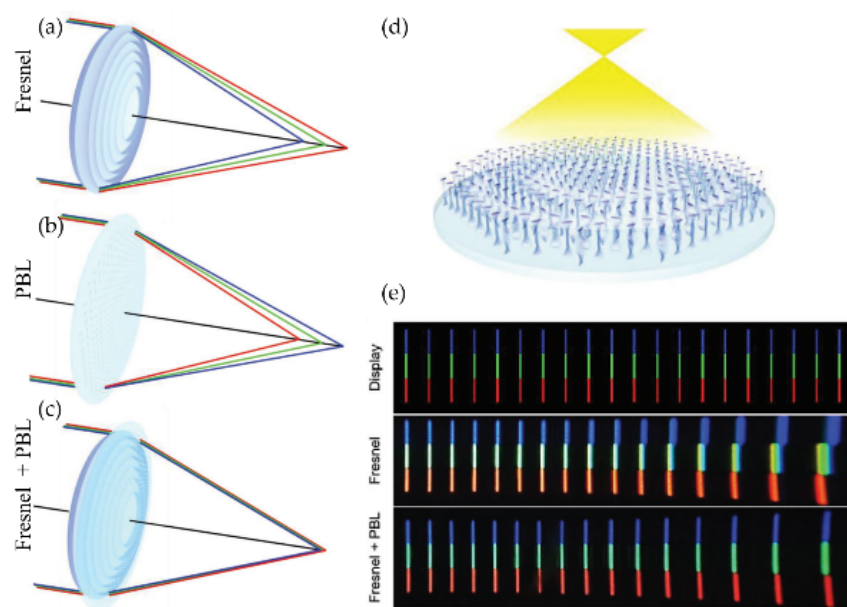 (a)
Fresnel
(b)
PBL
(c)
Fresnel + PBL
(d)
(e)
Display
Fresnel
Fresnel + PBL